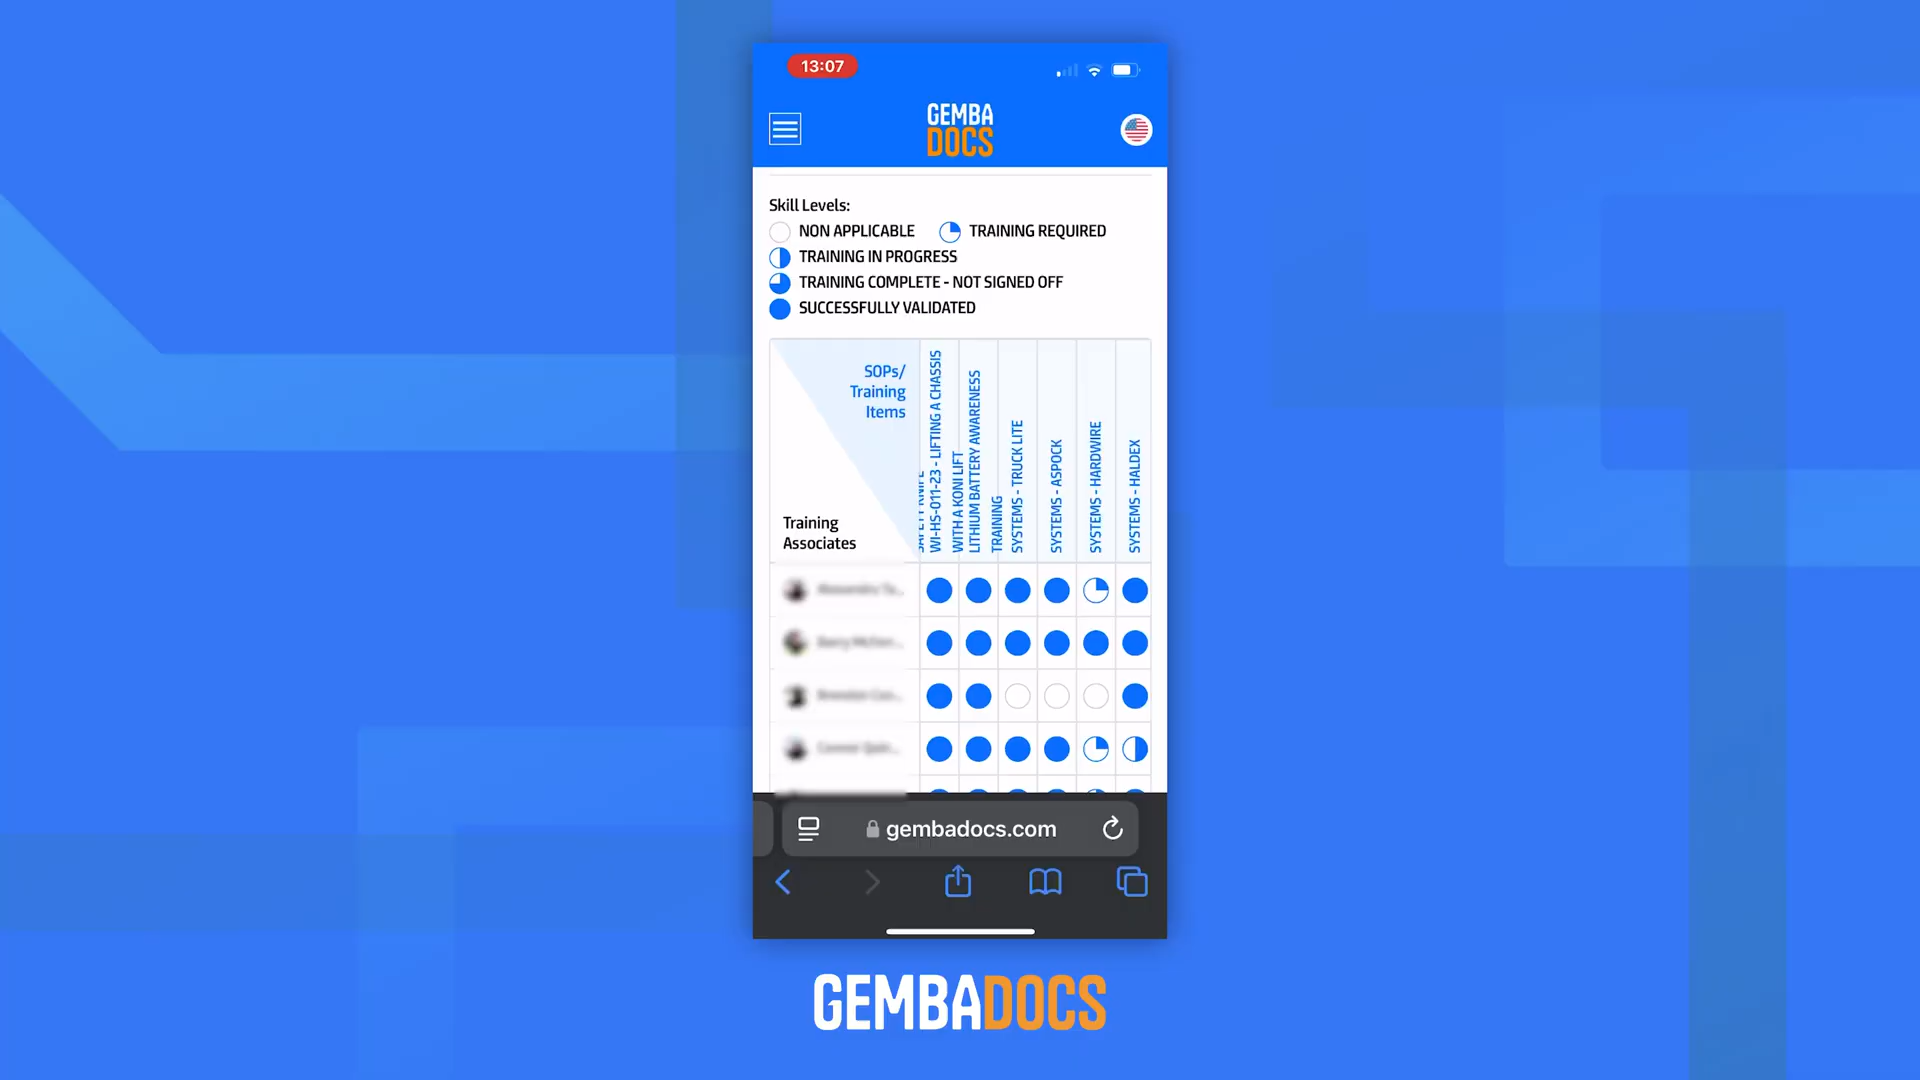 13:07
GEMBA
DOCS
Skill Levels:
NON APPLICABLE
TRAINING REQUIRED
TRAINING IN PROGRESS
TRAINING COMPLETE - NOT SIGNED OFF
SUCCESSFULLY VALIDATED
SOPs/
Training
Items
Training
Associates
WI-HS-011-23 - LIFTING A CHASSIS
WITH A KONI LIFT
LITHIUM BATTERY AWARENESS
TRAINING
SYSTEMS - TRUCK LITE
SYSTEMS - ASPOCK
SYSTEMS - HARDWIRE
SYSTEMS - HALDEX
gembadocs.com
GEMBADOCS